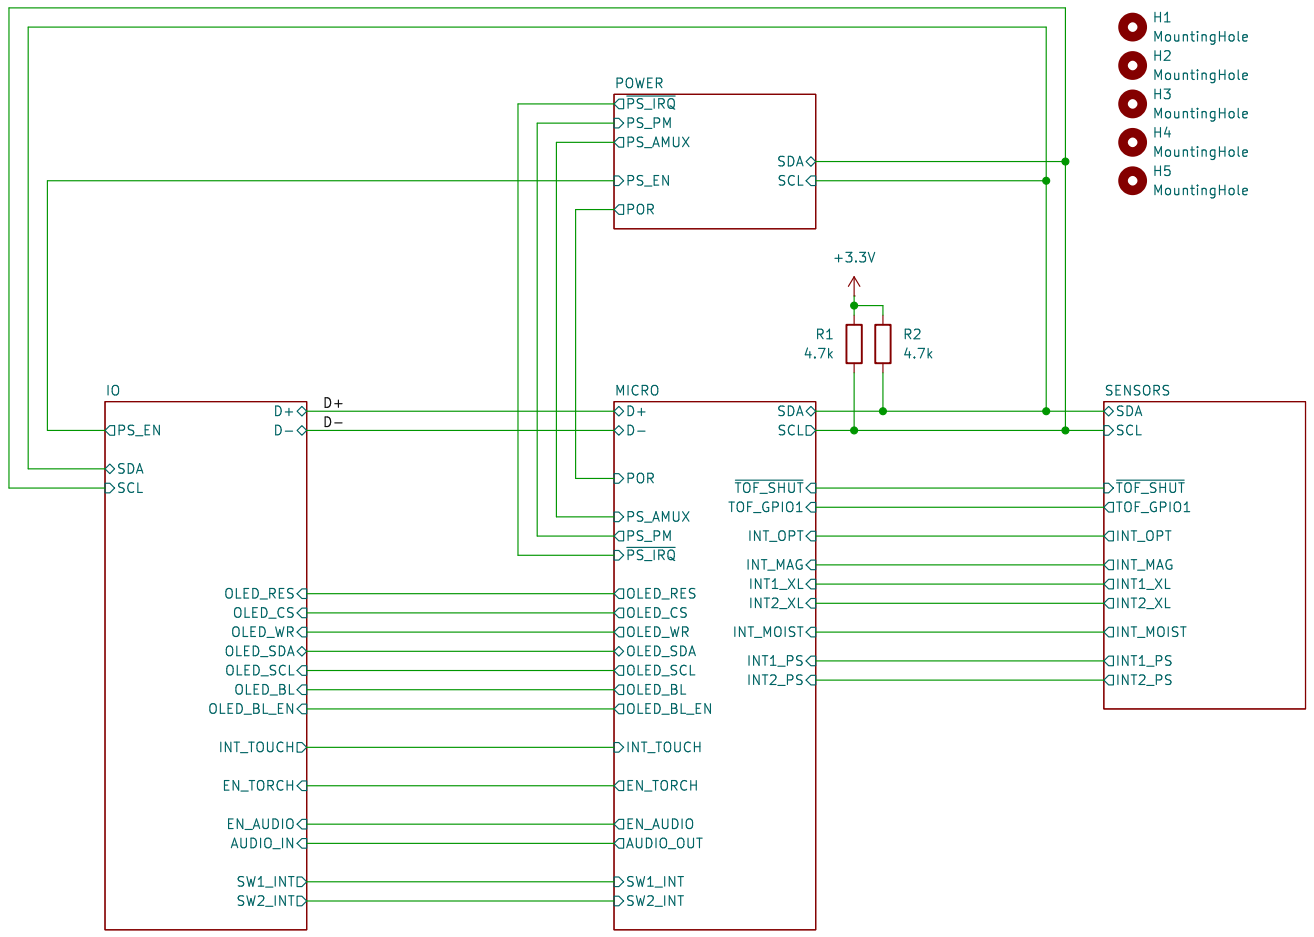 H1
MountingHole
H2
MountingHole
H3
MountingHole
H4
MountingHole
H5
MountingHole
POWER
PS_IRQ
PS_PM
PS_AMUX
PS_EN
POR
SDA
SCL
+3.3V
R1
4.7k
R2
4.7k
IO
D+
D-
PS_EN
SDA
SCL
OLED_RES
OLED_CS
OLED_WR
OLED_SDA
OLED_SCL
OLED_BL
OLED_BL_EN
INT_TOUCH
EN_TORCH
EN_AUDIO
AUDIO_IN
SW1_INT
SW2_INT
D+
D-
MICRO
D+
D-
POR
PS_AMUX
PS_PM
PS_IRQ
OLED_RES
OLED_CS
OLED_WR
OLED_SDA
OLED_SCL
OLED_BL
OLED_BL_EN
INT_TOUCH
EN_TORCH
EN_AUDIO
AUDIO_OUT
SW1_INT
SW2_INT
SDA
SCL
TOF_SHUT
TOF_GPIO1
INT_OPT
INT_MAG
INT1_XL
INT2_XL
INT_MOIST
INT1_PS
INT2_PS
SENSORS
SDA
SCL
TOF_SHUT
TOF_GPIO1
INT_OPT
INT_MAG
INT1_XL
INT2_XL
INT_MOIST
INT1_PS
INT2_PS